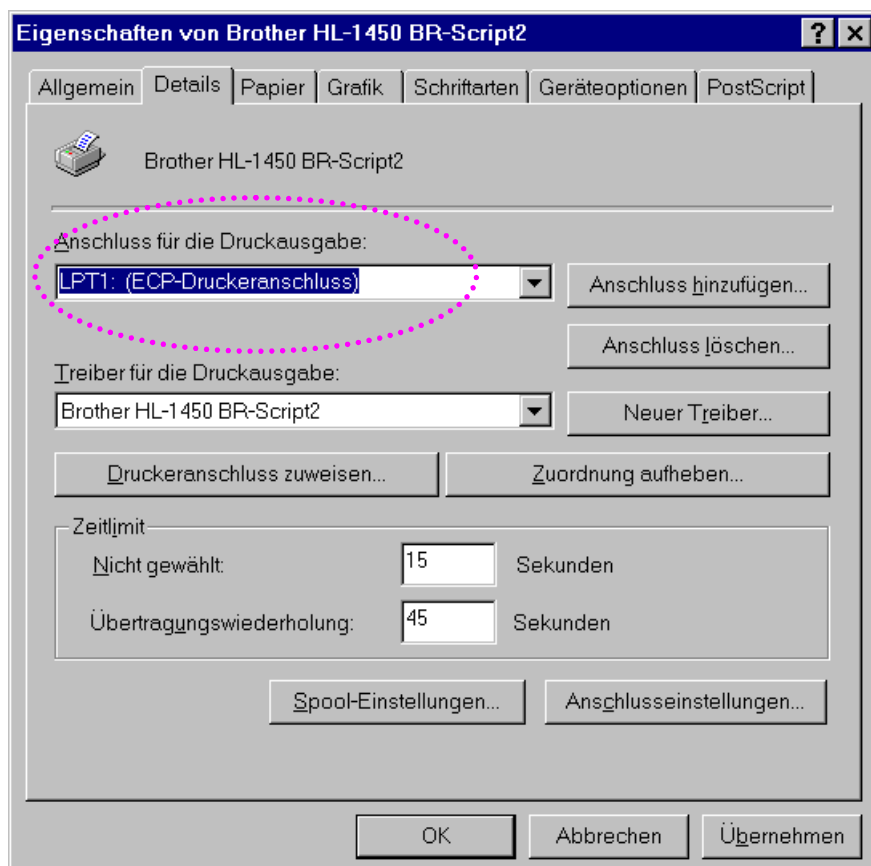 Eigenschaften von Brother HL-1450 BR-Script2
Allgemein Details Papier Grafik Schriftarten Geräteoptionen PostScript
Brother HL-1450 BR-Script2
Anschluss für die Druckausgabe:
LPT1: (ECP-Druckeranschluss)
Anschluss hinzufügen...
Anschluss löschen...
Treiber für die Druckausgabe:
Brother HL-1450 BR-Script2
Neuer Treiber...
Druckeranschluss zuweisen...
Zuordnung aufheben...
Zeitlimit
Nicht gewählt: 15 Sekunden
Übertragungswiederholung: 45 Sekunden
Spool-Einstellungen...
Anschlusseinstellungen...
OK Abbrechen Übernehmen